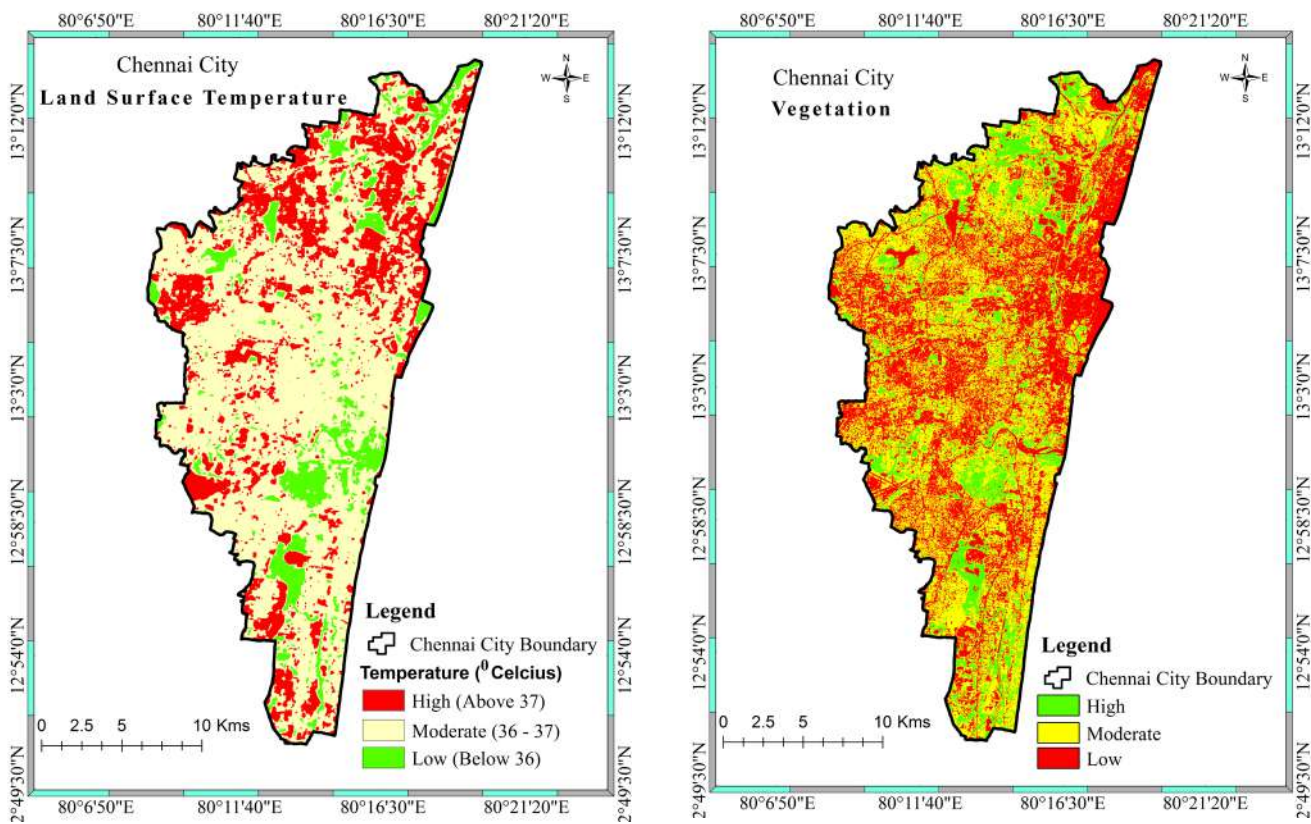 80°6'50"E 80°11'40"E 80°16'30"E 80°21'20"E
Chennai City
Land Surface Temperature
N
W E
S
13°12'0"N
13°7'30"N
13°3'0"N
12°58'30"N
12°54'0"N
2°49'30"N
Legend
Chennai City Boundary
Temperature (⁰Celcius)
High (Above 37)
Moderate (36 - 37)
Low (Below 36)
0 2.5 5 10 Kms
80°6'50"E 80°11'40"E 80°16'30"E 80°21'20"E
80°6'50"E 80°11'40"E 80°16'30"E 80°21'20"E
Chennai City
Vegetation
N
W E
S
13°12'0"N
13°7'30"N
13°3'0"N
12°58'30"N
12°54'0"N
2°49'30"N
Legend
Chennai City Boundary
High
Moderate
Low
0 2.5 5 10 Kms
80°6'50"E 80°11'40"E 80°16'30"E 80°21'20"E